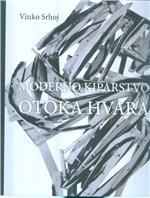 Vinko Srhoj
MODERNO KIPARSTVO
OTOKA HVARA